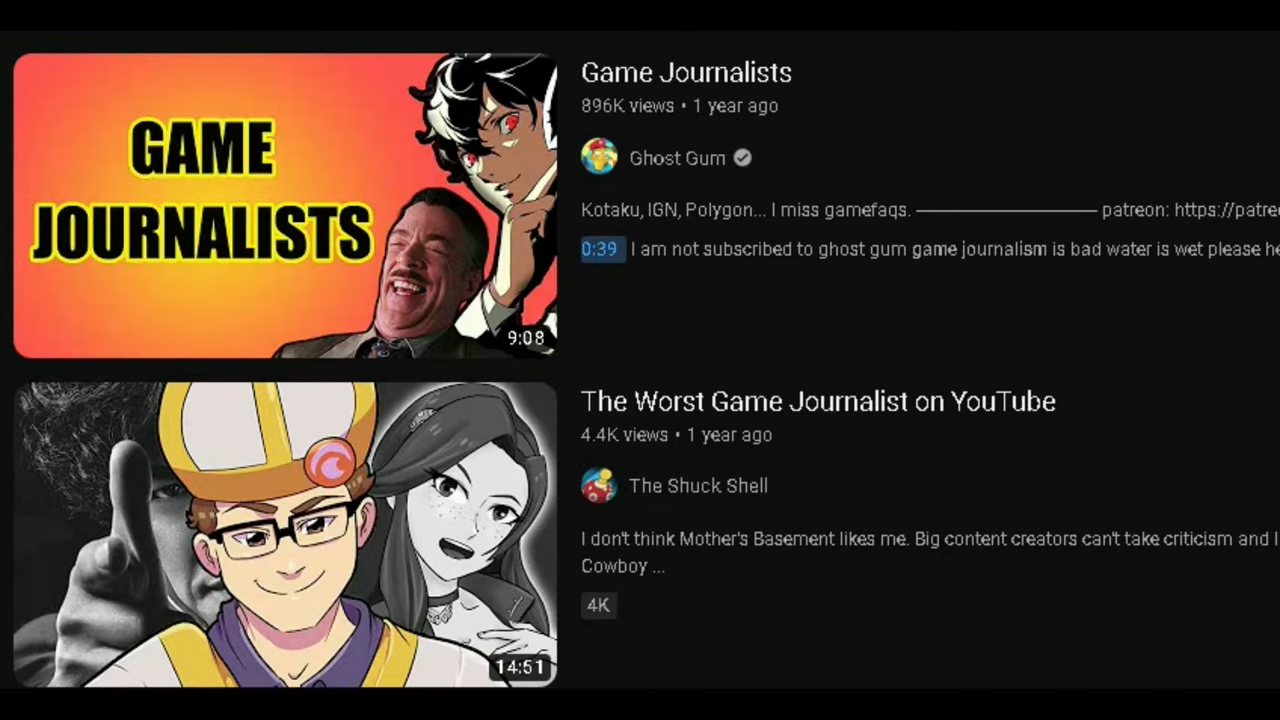 GAME
JOURNALISTS
9:08
Game Journalists
896K views • 1 year ago
Ghost Gum
Kotaku, IGN, Polygon... I miss gamefaqs. —————————— patreon: https://patre
0:39 I am not subscribed to ghost gum game journalism is bad water is wet please he
14:51
The Worst Game Journalist on YouTube
4.4K views • 1 year ago
The Shuck Shell
I don't think Mother's Basement likes me. Big content creators can't take criticism and I
Cowboy ...
4K